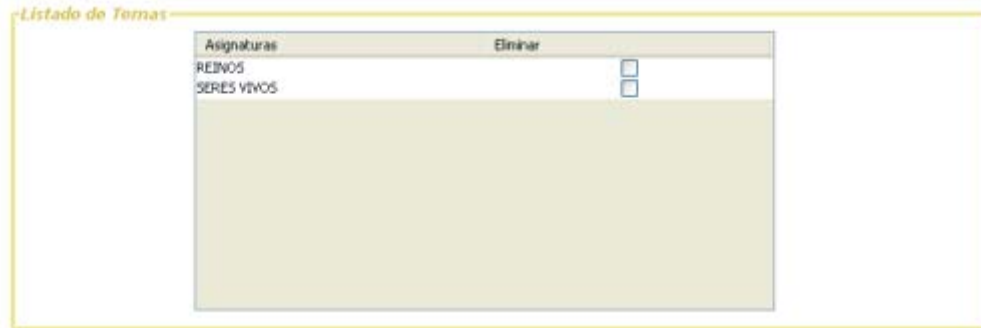 Listado de Temas
Asignaturas Eliminar
REINOS
SERES VIVOS